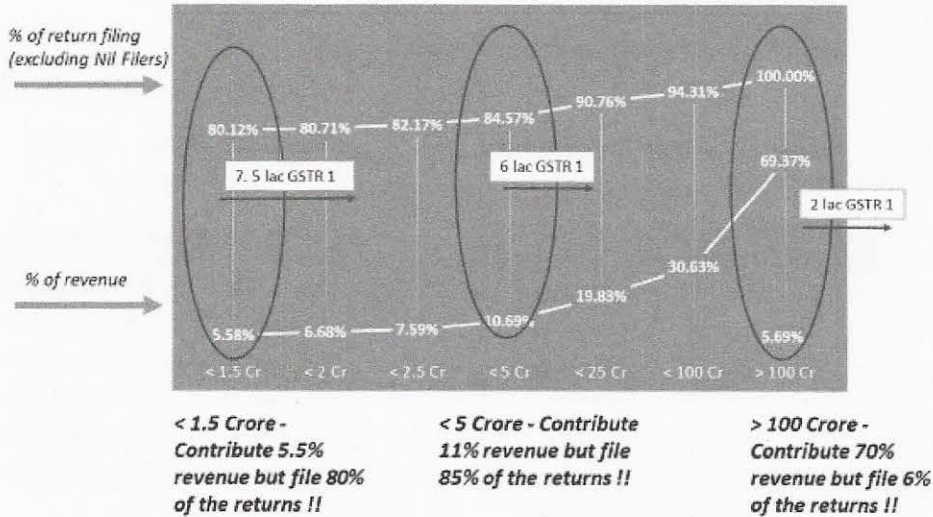 % of return filing
(excluding Nil Filers)
80.12% 80.71% 82.17% 84.57% 90.76% 94.31% 100.00%
7. 5 lac GSTR 1
6 lac GSTR 1
69.37%
2 lac GSTR 1
% of revenue
5.58% 6.68% 7.59% 10.69% 19.83% 30.63% 5.69%
< 1.5 Cr < 2 Cr < 2.5 Cr < 5 Cr < 25 Cr < 100 Cr > 100 Cr
< 1.5 Crore -
Contribute 5.5%
revenue but file 80%
of the returns !!
< 5 Crore - Contribute
11% revenue but file
85% of the returns !!
> 100 Crore -
Contribute 70%
revenue but file 6%
of the returns !!